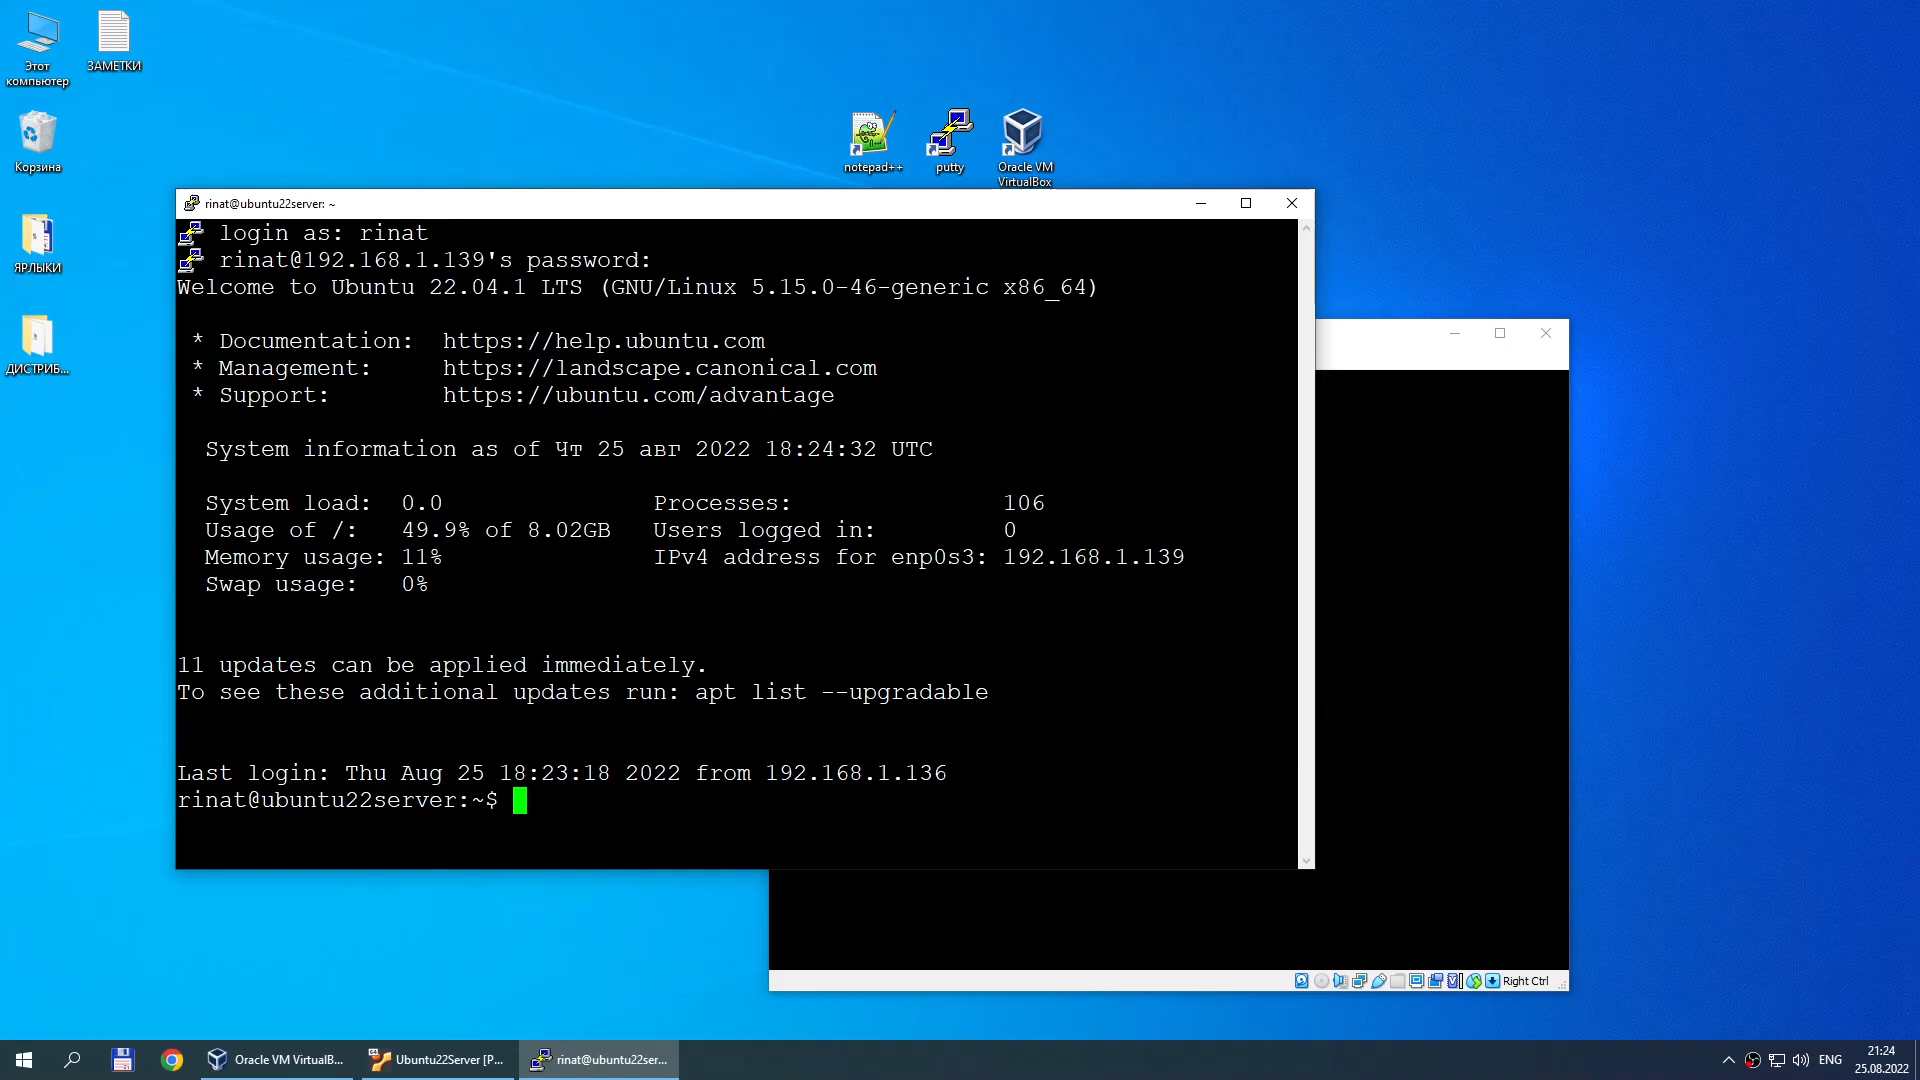 Этот
компьютер
ЗАМЕТКИ
Корзина
ЯРЛЫКИ
ДИСТРИБ...
notepad++
putty
Oracle VM
VirtualBox
rinat@ubuntu22server: ~
login as: rinat
rinat@192.168.1.139's password:
Welcome to Ubuntu 22.04.1 LTS (GNU/Linux 5.15.0-46-generic x86_64)
* Documentation: https://help.ubuntu.com
* Management: https://landscape.canonical.com
* Support: https://ubuntu.com/advantage
System information as of Чт 25 авг 2022 18:24:32 UTC
System load: 0.0 Processes: 106
Usage of /: 49.9% of 8.02GB Users logged in: 0
Memory usage: 11% IPv4 address for enp0s3: 192.168.1.139
Swap usage: 0%
11 updates can be applied immediately.
To see these additional updates run: apt list --upgradable
Last login: Thu Aug 25 18:23:18 2022 from 192.168.1.136
rinat@ubuntu22server:~$
Right Ctrl
Oracle VM VirtualB...
Ubuntu22Server [P...
rinat@ubuntu22ser...
ENG
21:24
25.08.2022